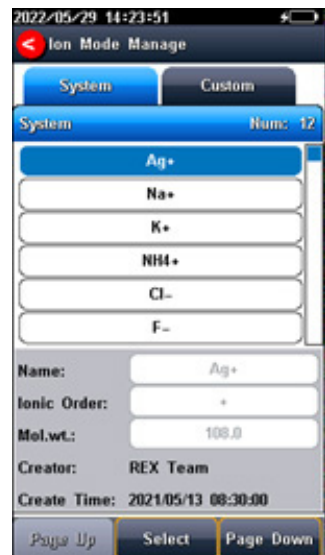 2022/05/29 14:23:51
< Ion Mode Manage
System Custom
System Num: 12
Ag+
Na+
K+
NH4+
Cl-
F-
Name: Ag+
Ionic Order: +
Mol.wt.: 108.0
Creator: REX Team
Create Time: 2021/05/13 08:30:00
Page Up Select Page Down